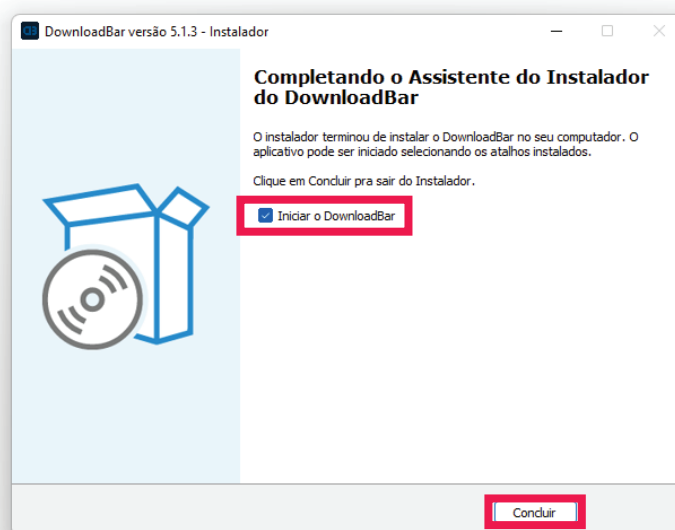 DownloadBar versão 5.1.3 - Instalador
Completando o Assistente do Instalador
do DownloadBar
O instalador terminou de instalar o DownloadBar no seu computador. O
aplicativo pode ser iniciado selecionando os atalhos instalados.
Clique em Concluir pra sair do Instalador.
Iniciar o DownloadBar
Concluir